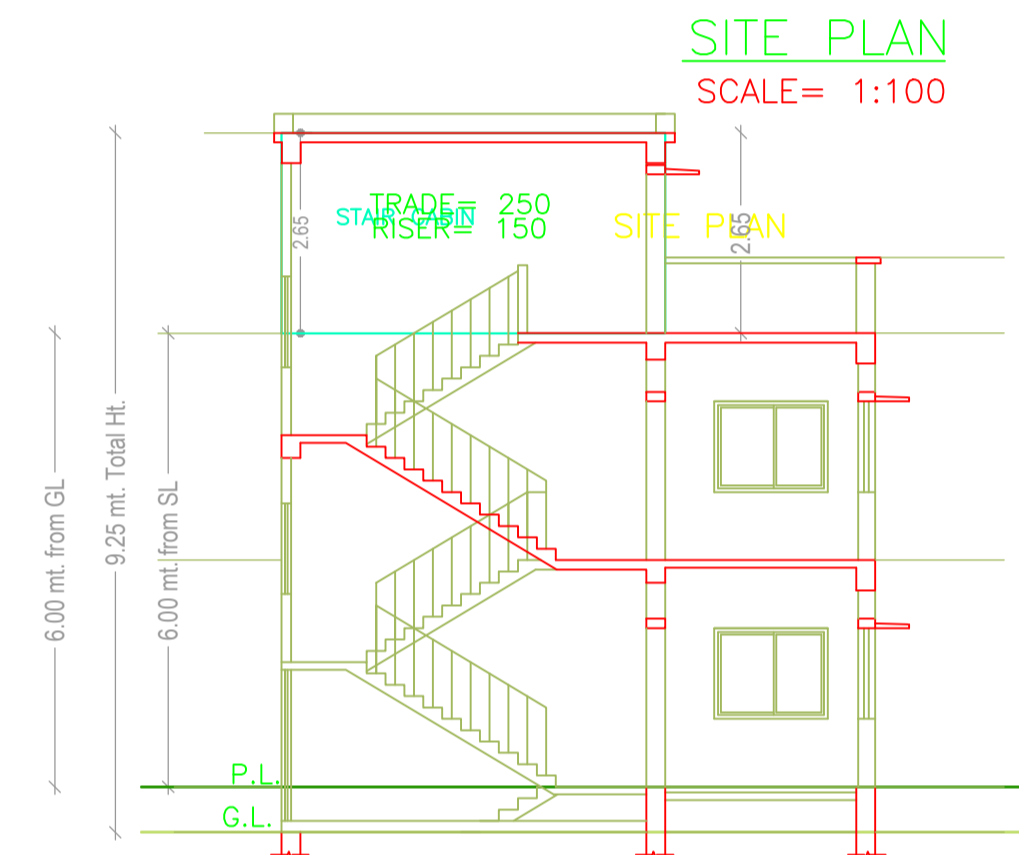 SITE PLAN
SCALE= 1:100
TRADE= 250
STAIR CABIN
RISER= 150
SITE PLAN
2.65
2.65
6.00 mt. from GL
9.25 mt. Total Ht.
6.00 mt. from SL
P.L.
G.L.